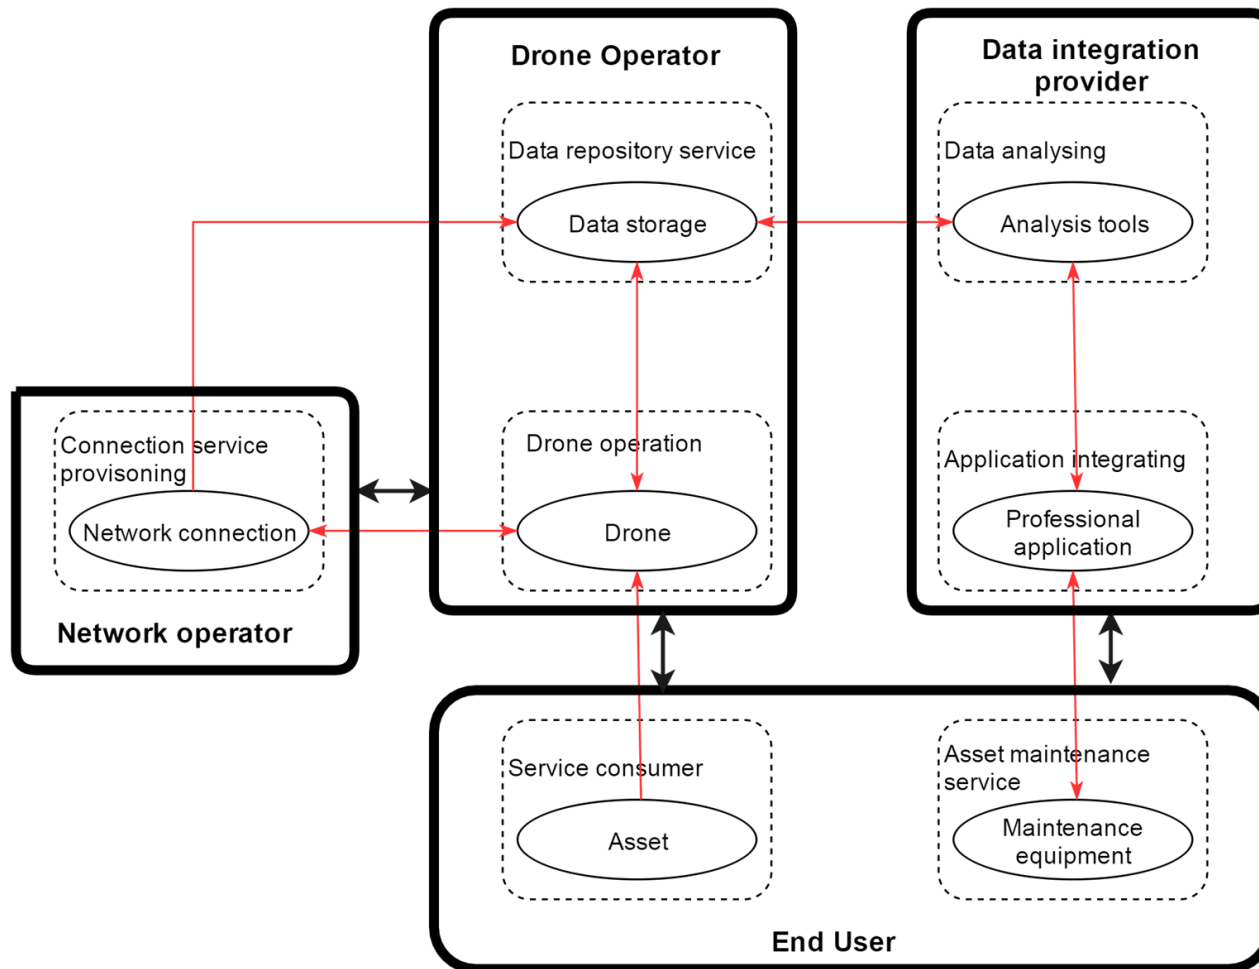 Drone Operator
Data repository service
Data storage
Drone operation
Drone
Data integration
provider
Data analysing
Analysis tools
Application integrating
Professional
application
Connection service
provisoning
Network connection
Network operator
Service consumer
Asset
Asset maintenance
service
Maintenance
equipment
End User